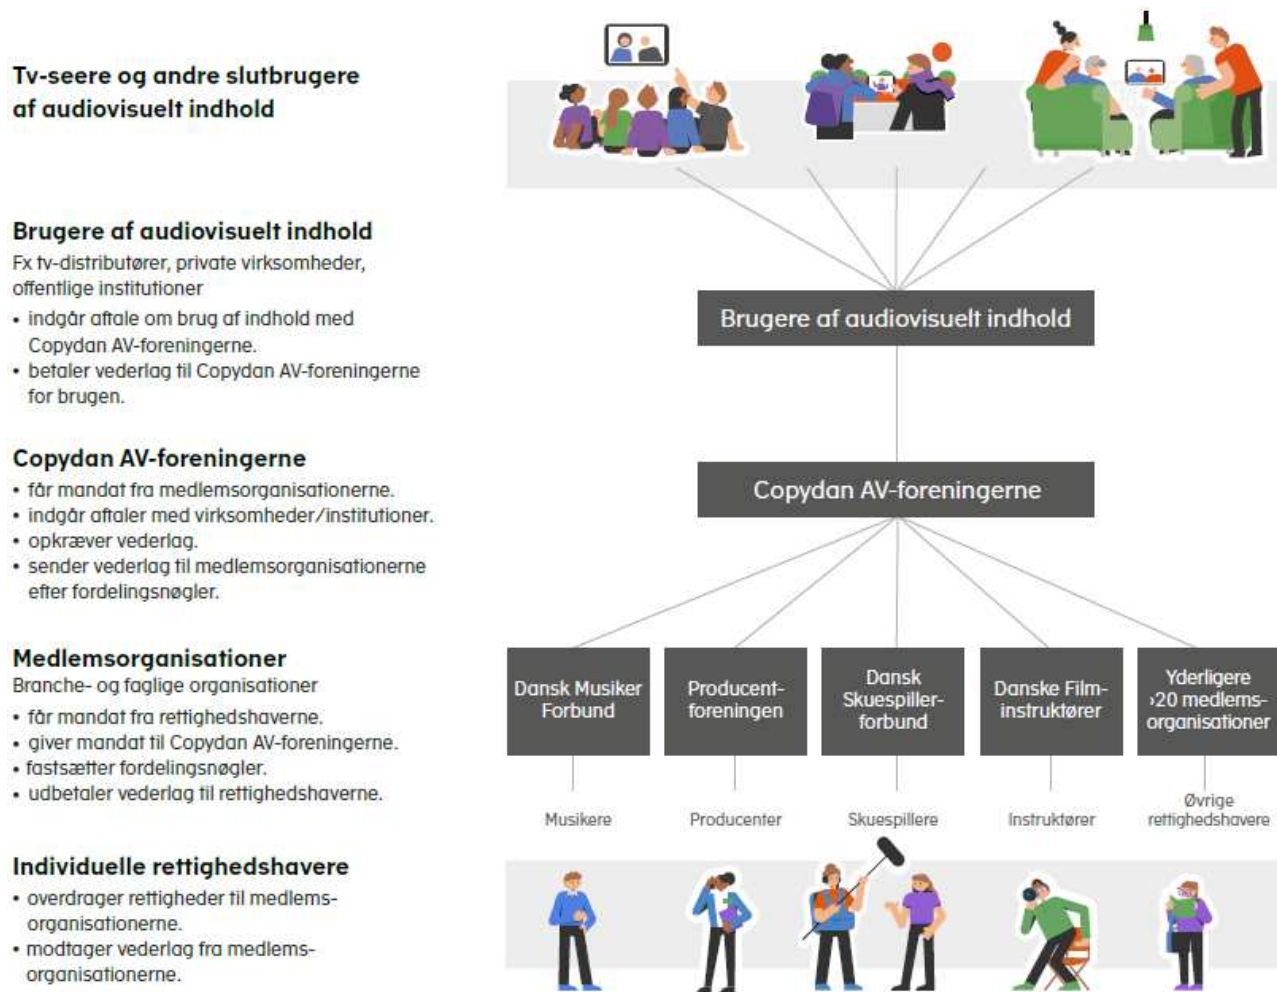 Tv-seere og andre slutbrugere
af audiovisuelt indhold
Brugere af audiovisuelt indhold
Fx tv-distributører, private virksomheder,
offentlige institutioner
• indgår aftale om brug af indhold med
Copydan AV-foreningerne.
• betaler vederlag til Copydan AV-foreningerne
for brugen.
Brugere af audiovisuelt indhold
Copydan AV-foreningerne
• får mandat fra medlemsorganisationerne.
• indgår aftaler med virksomheder/institutioner.
• opkræver vederlag.
• sender vederlag til medlemsorganisationerne
efter fordelingsnøgler.
Copydan AV-foreningerne
Medlemsorganisationer
Branche- og faglige organisationer
• får mandat fra rettighedshaverne.
• giver mandat til Copydan AV-foreningerne.
• fastsætter fordelingsnøgler.
• udbetaler vederlag til rettighedshaverne.
Dansk Musiker
Forbund
Producent-
foreningen
Dansk
Skuespiller-
forbund
Danske Film-
instruktører
Yderligere
›20 medlems-
organisationer
Musikere
Producenter
Skuespillere
Instruktører
Øvrige
rettighedshavere
Individuelle rettighedshavere
• overdrager rettigheder til medlems-
organisationerne.
• modtager vederlag fra medlems-
organisationerne.